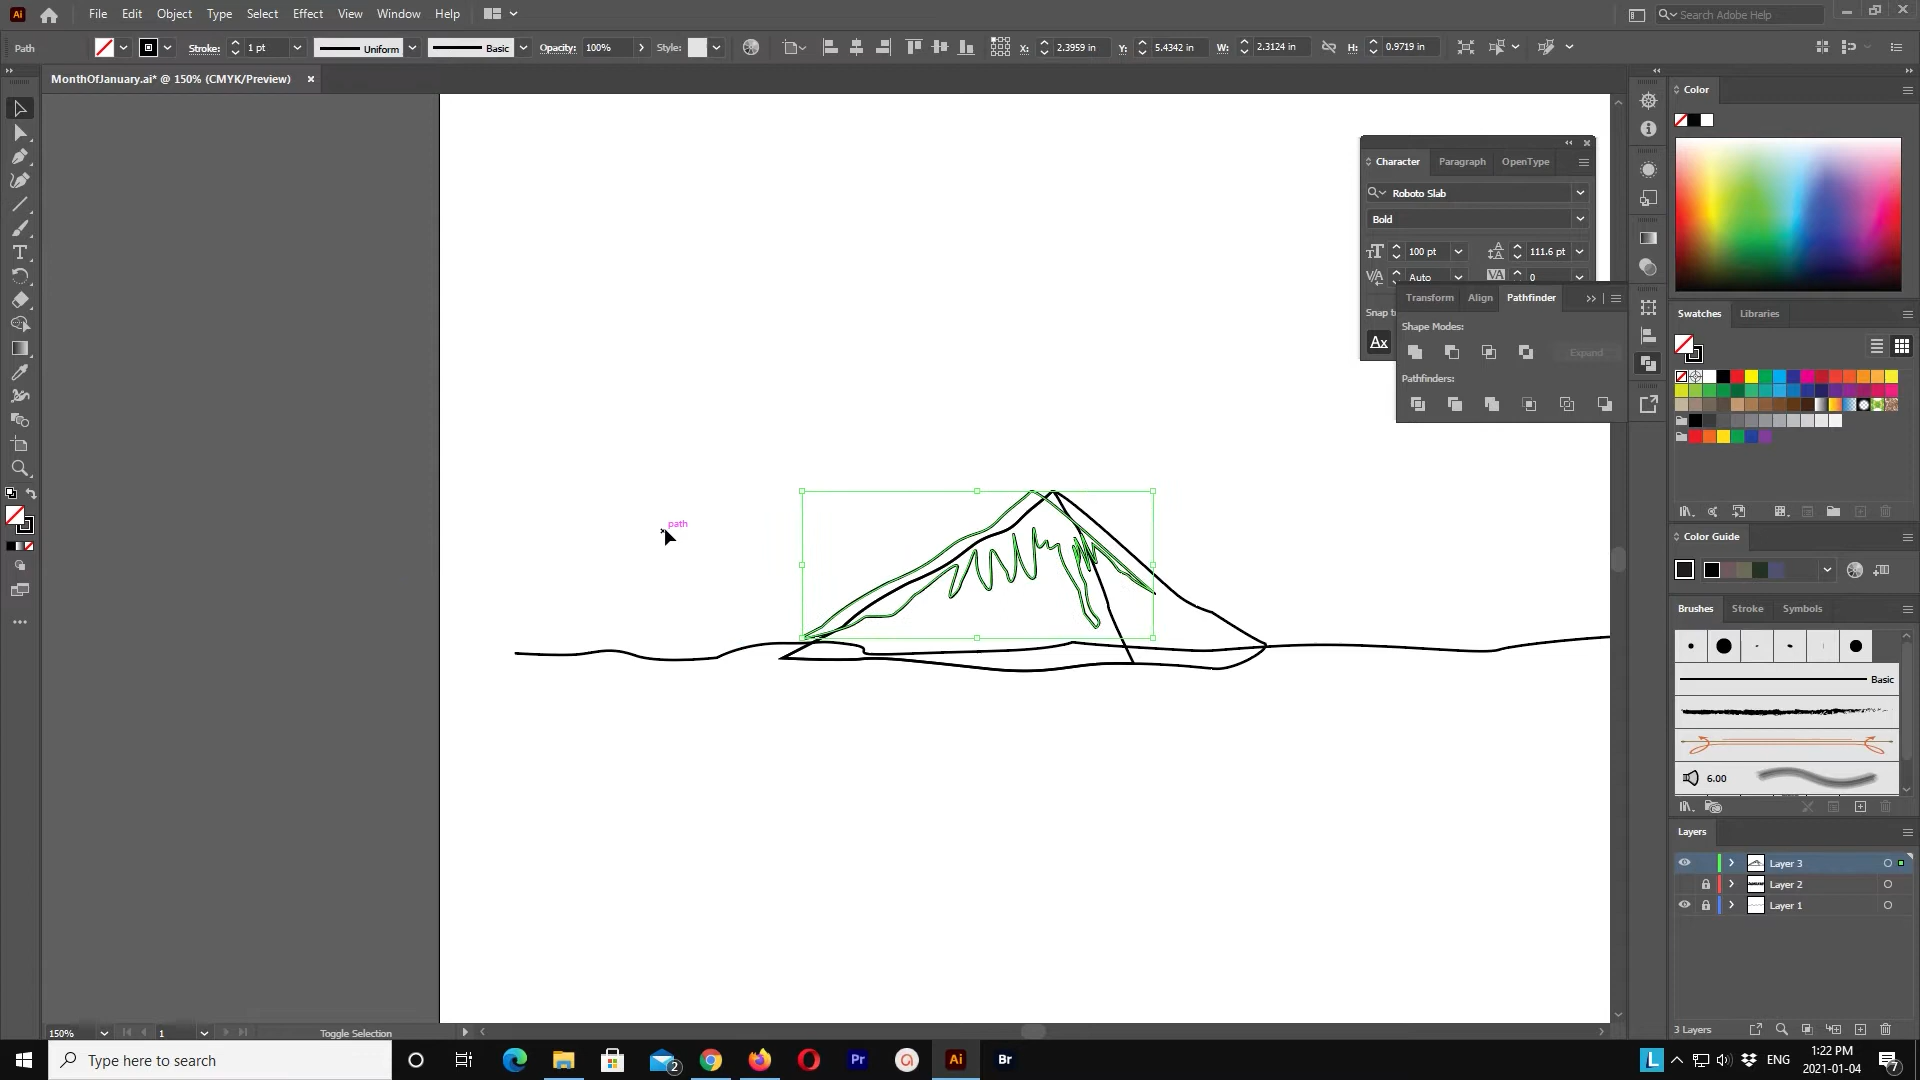 Ai File Edit Object Type Select Effect View Window Help Search Adobe Help
Path Stroke: 1 pt Uniform Basic Opacity: 100% Style: X: 2.3959 in Y: 5.4342 in W: 2.3124 in H: 0.9719 in
MonthOfJanuary.ai* @ 150% (CMYK/Preview)
Color
Character Paragraph OpenType
Roboto Slab
Bold
100 pt 111.6 pt
Auto 0
Transform Align Pathfinder
Snap t
Shape Modes:
Expand
Pathfinders:
Swatches Libraries
path
Color Guide
Brushes Stroke Symbols
Basic
6.00
Layers
Layer 3
Layer 2
Layer 1
3 Layers
150% 1 Toggle Selection
Type here to search
2
Pr
Ai
Br
L
ENG
1:22 PM
2021-01-04
7